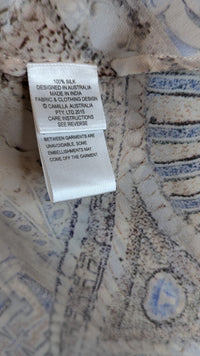 100% SILK
DESIGNED IN AUSTRALIA
MADE IN INDIA
FABRIC & CLOTHING DESIGN
© CAMILLA AUSTRALIA
PTY. LTD 2015
CARE INSTRUCTIONS
SEE REVERSE
BETWEEN GARMENTS ARE
UNAVOIDABLE. SOME
EMBELLISHMENTS MAY
COME OFF THE GARMENT.